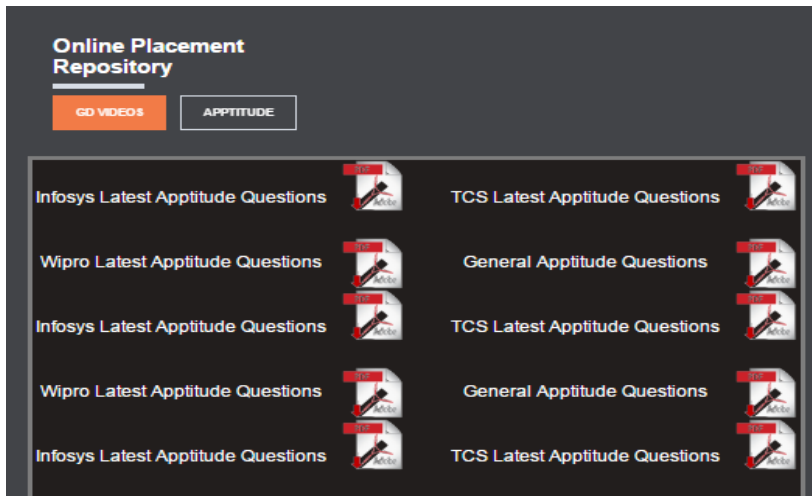 Online Placement
Repository
GD VIDEOS
APPTITUDE
Infosys Latest Apptitude Questions
TCS Latest Apptitude Questions
Wipro Latest Apptitude Questions
General Apptitude Questions
Infosys Latest Apptitude Questions
TCS Latest Apptitude Questions
Wipro Latest Apptitude Questions
General Apptitude Questions
Infosys Latest Apptitude Questions
TCS Latest Apptitude Questions